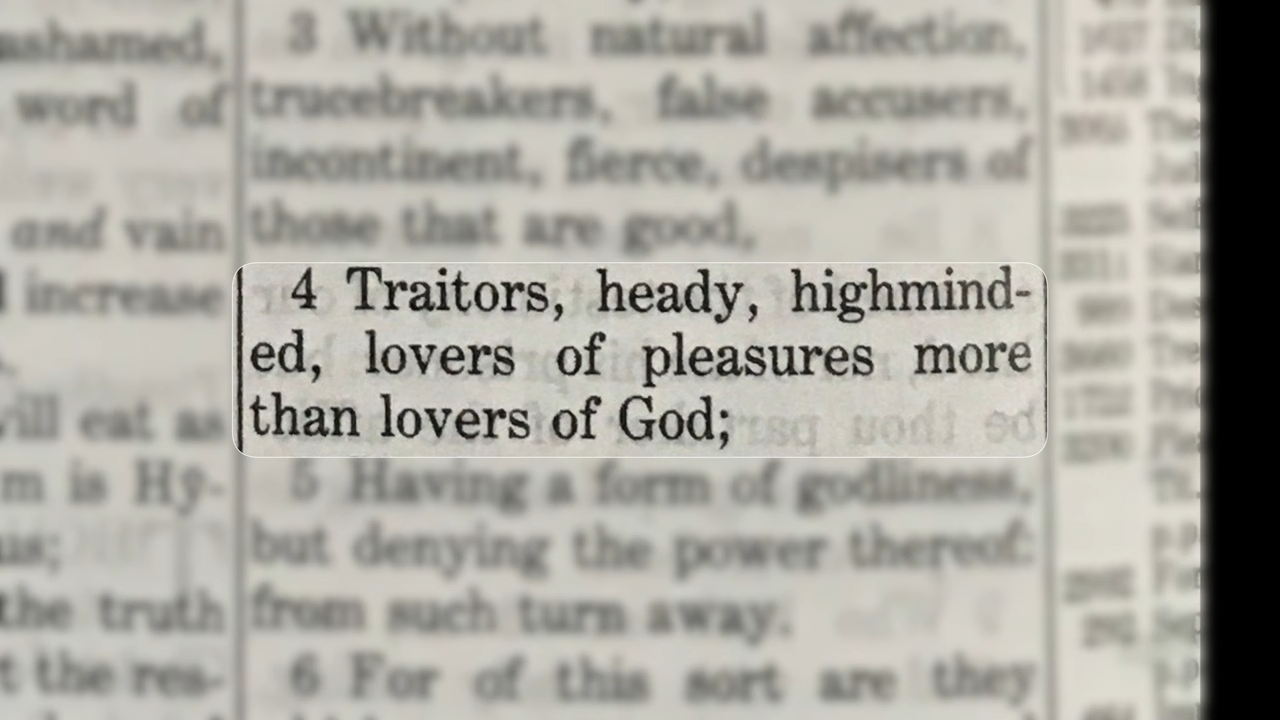 ashamed,
word of
and vain
increase
will eat as
m is Hy-
us;
the truth
t the res-
3 Without natural affection,
trucebreakers, false accusers,
incontinent, fierce, despisers of
those that are good,
4 Traitors, heady, highmind-
ed, lovers of pleasures more
than lovers of God;
5 Having a form of godliness,
but denying the power thereof:
from such turn away.
6 For of this sort are they